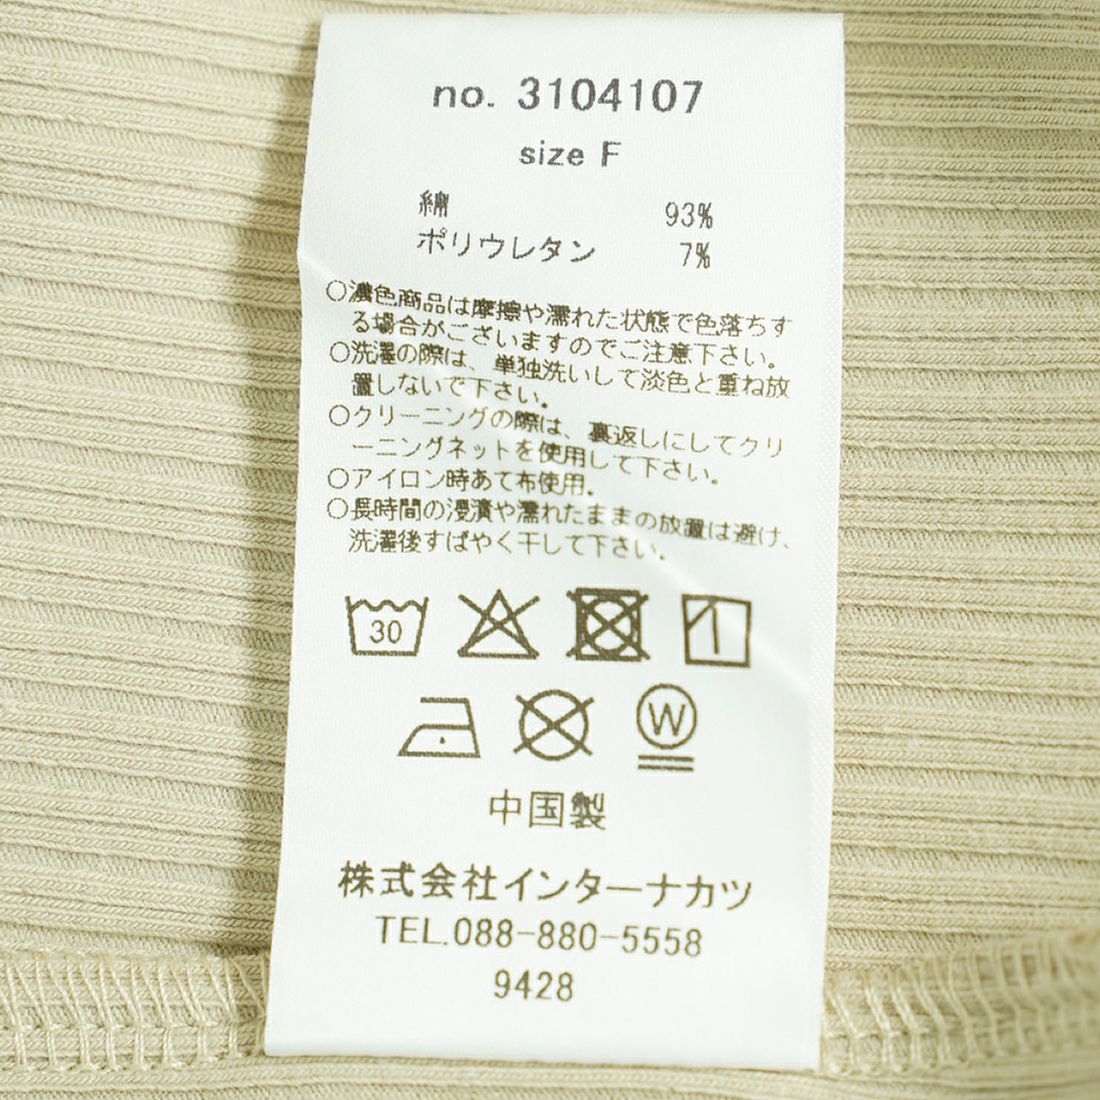 no. 3104107
size F
綿 93%
ポリウレタン 7%
○濃色商品は摩擦や濡れた状態で色落ちす
る場合がございますのでご注意下さい。
○洗濯の際は、単独洗いして淡色と重ね放
置しないで下さい。
○クリーニングの際は、裏返しにしてクリ
ーニングネットを使用して下さい。
○アイロン時あて布使用。
○長時間の浸漬や濡れたままの放置は避け、
洗濯後すばやく干して下さい。
30
W
中国製
株式会社インターナカツ
TEL.088-880-5558
9428